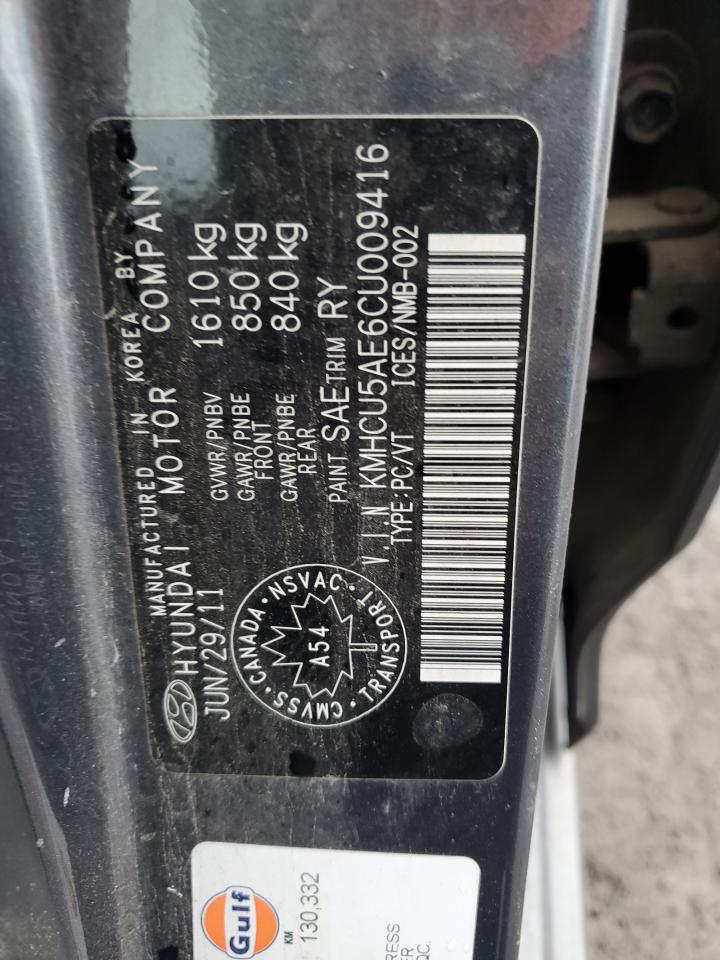 MANUFACTURED IN KOREA BY
HYUNDAI MOTOR COMPANY
JUN/29/11
GVWR/PNBV 1610 kg
GAWR/PNBE FRONT 850 kg
GAWR/PNBE REAR 840 kg
PAINT SAE TRIM RY
V.I.N KMHCU5AE6CU009416
TYPE:PC/VT ICES/NMB-002
CANADA · NSVAC · TRANSPORT · CMVSS ·
A54
Gulf
KM
130,332
QC.